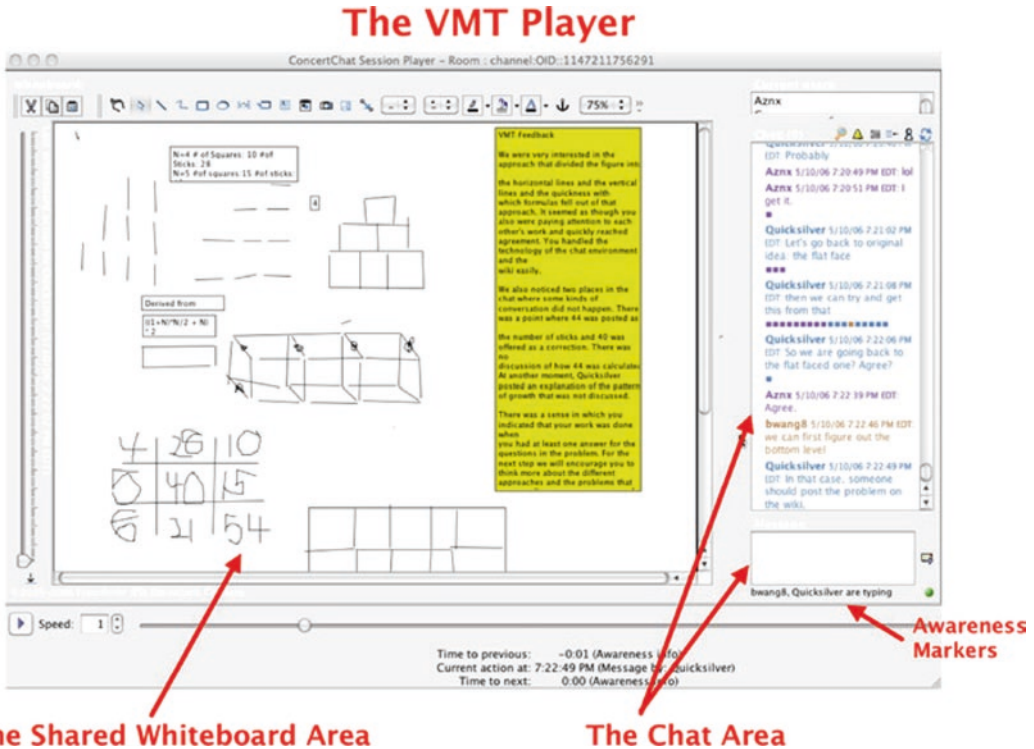 The VMT Player
ConcertChat Session Player – Room : channel:OID::1147211756291
75%
Aznx
N=4 # of Squares: 10 #of
Sticks: 28
N=5 #of squares 15 #of sticks:
4
Derived from
((1+N)*N)/2 + N)
* 2
4 26 10
5 40 15
6 21 54
VMT Feedback
We were very interested in the
approach that divided the figure into
the horizontal lines and the vertical
lines and the quickness with
which formulas fell out of that
approach. It seemed as though you
also were paying attention to each
other's work and quickly reached
agreement. You handled the
technology of the chat environment
and the
wiki easily.
We also noticed two places in the
chat where some kinds of
conversation did not happen. There
was a point where 44 was posted as
the number of sticks and 40 was
offered as a correction. There was
no
discussion of how 44 was calculated
At another moment, Quicksilver
posted an explanation of the pattern
of growth that was not discussed.
There was a sense in which you
indicated that your work was done
when
you had at least one answer for the
questions in the problem. For the
next step we will encourage you to
think more about the different
approaches and the problems that
EDT: Probably
Aznx 5/10/06 7:20:49 PM EDT: lol
Aznx 5/10/06 7:20:51 PM EDT: I
get it.
Quicksilver 5/10/06 7:21:02 PM
EDT: Let's go back to original
idea the flat face
Quicksilver 5/10/06 7:21:08 PM
EDT: then we can try and get
this from that
Quicksilver 5/10/06 7:22:06 PM
EDT: So we are going back to
the flat faced one? Agree?
Aznx 5/10/06 7:22:39 PM EDT:
Agree.
bwang8 5/10/06 7:22:46 PM EDT:
we can first figure out the
bottom level
Quicksilver 5/10/06 7:22:49 PM
EDT: In that case, someone
should post the problem on
the wiki.
Message
bwang8, Quicksilver are typing
Awareness
Markers
Speed: 1
Time to previous: -0:01 (Awareness info)
Current action at: 7:22:49 PM (Message by: Quicksilver)
Time to next: 0:00 (Awareness info)
he Shared Whiteboard Area
The Chat Area